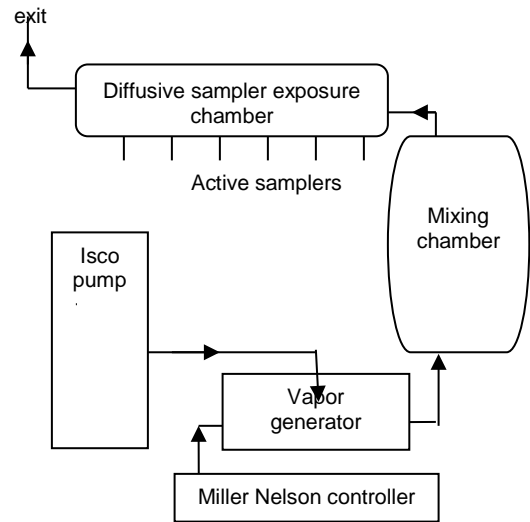 exit
Diffusive sampler exposure
chamber
Active samplers
Mixing
chamber
Isco
pump
Vapor
generator
Miller Nelson controller